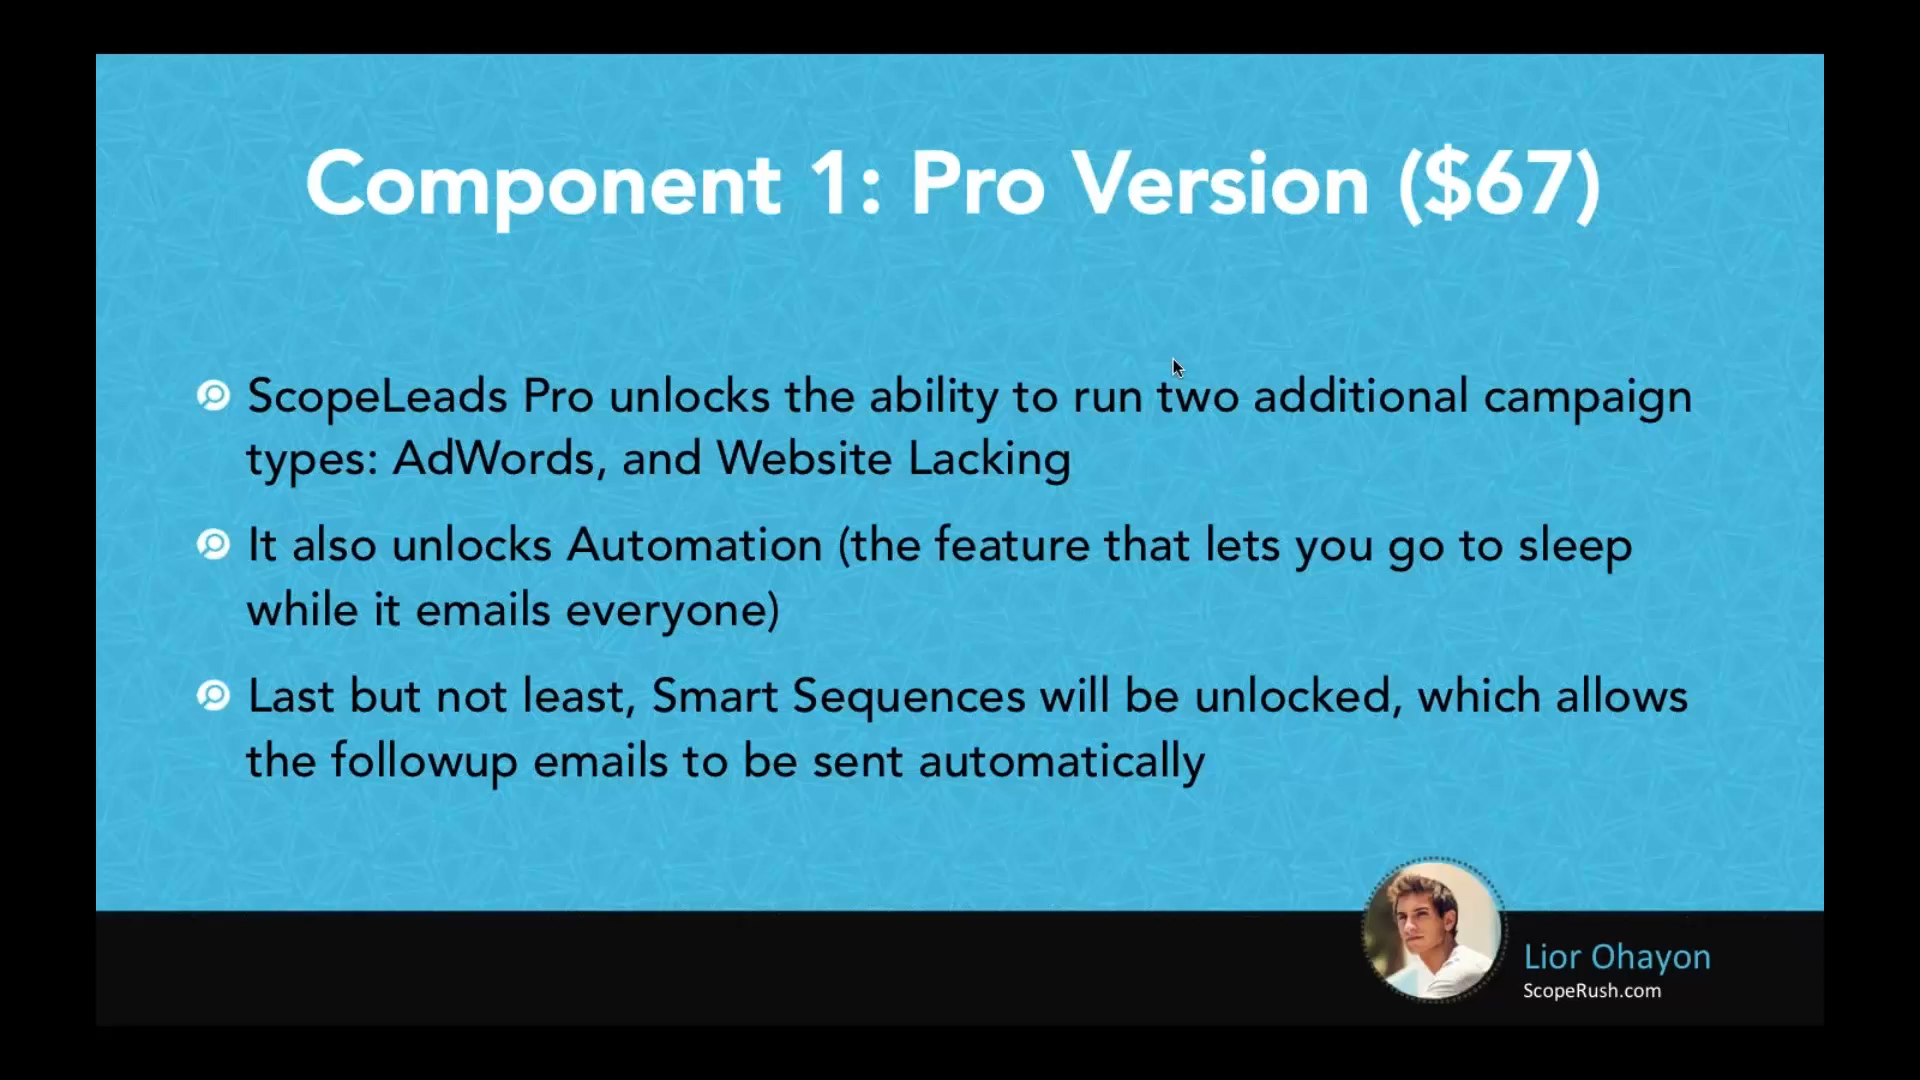 Component 1: Pro Version ($67)
ScopeLeads Pro unlocks the ability to run two additional campaign
types: AdWords, and Website Lacking
It also unlocks Automation (the feature that lets you go to sleep
while it emails everyone)
Last but not least, Smart Sequences will be unlocked, which allows
the followup emails to be sent automatically
Lior Ohayon
ScopeRush.com